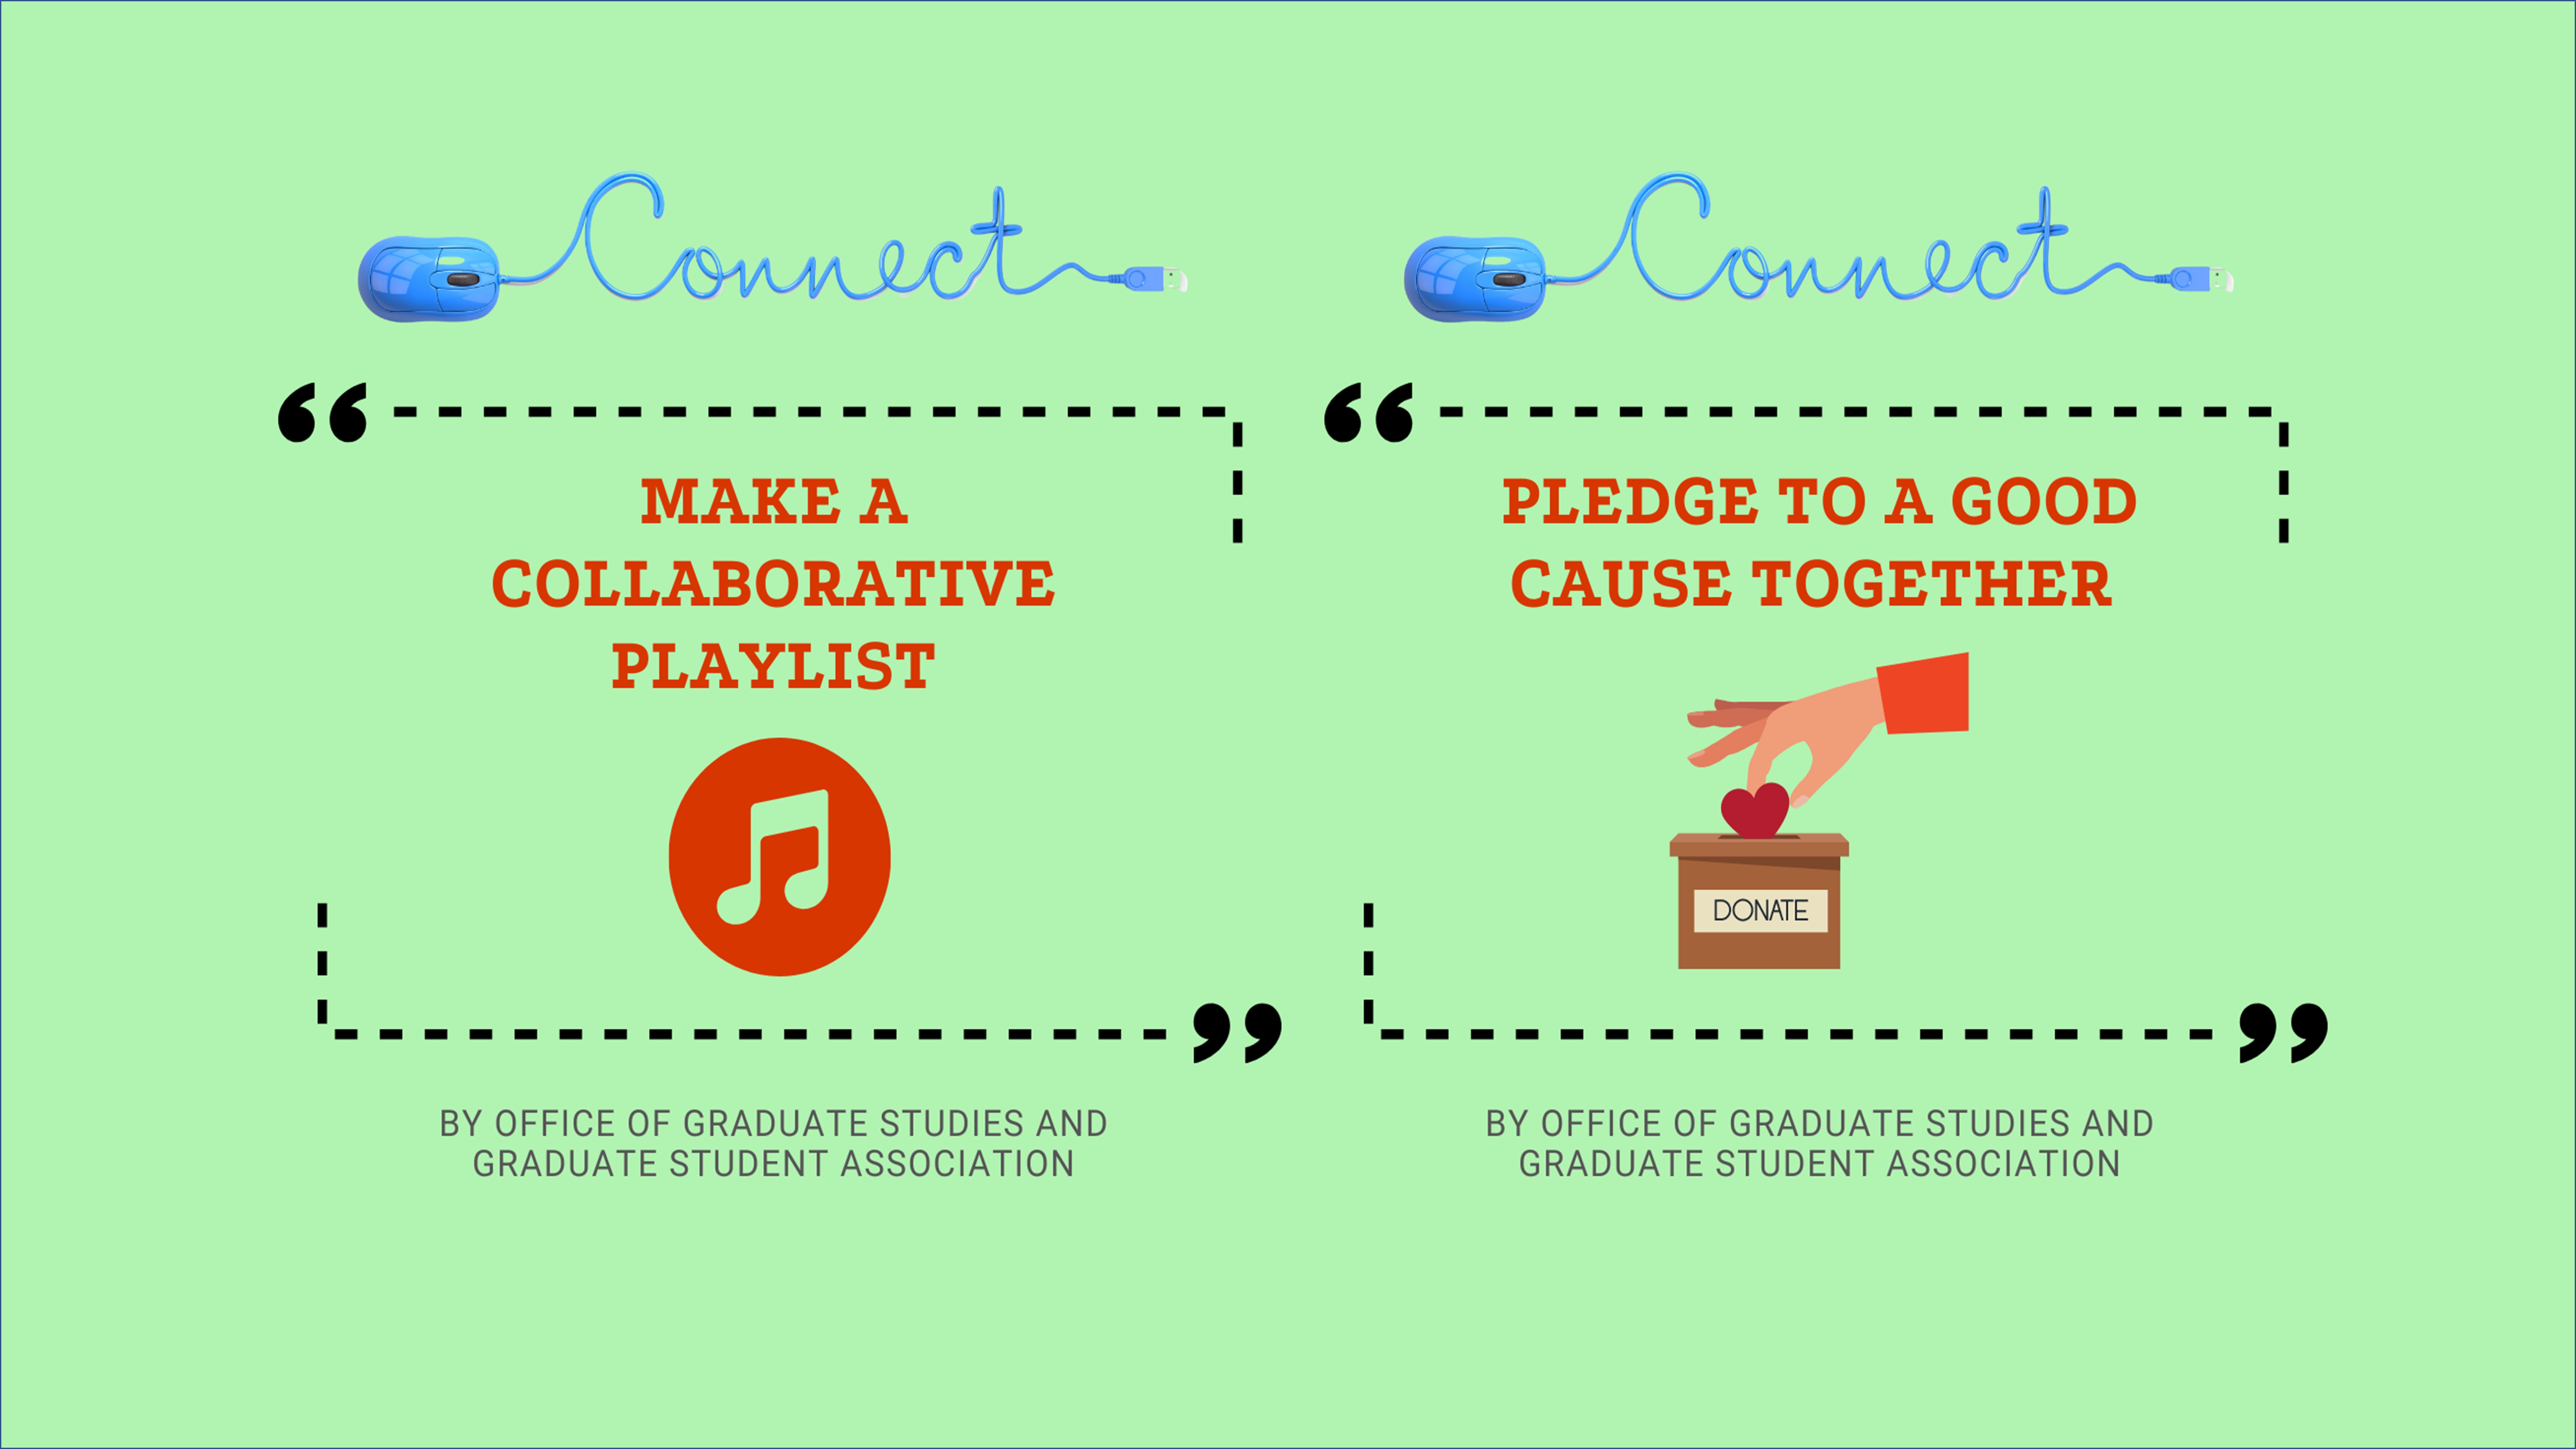 Connect
MAKE A
COLLABORATIVE
PLAYLIST
BY OFFICE OF GRADUATE STUDIES AND
GRADUATE STUDENT ASSOCIATION
Connect
PLEDGE TO A GOOD
CAUSE TOGETHER
DONATE
BY OFFICE OF GRADUATE STUDIES AND
GRADUATE STUDENT ASSOCIATION